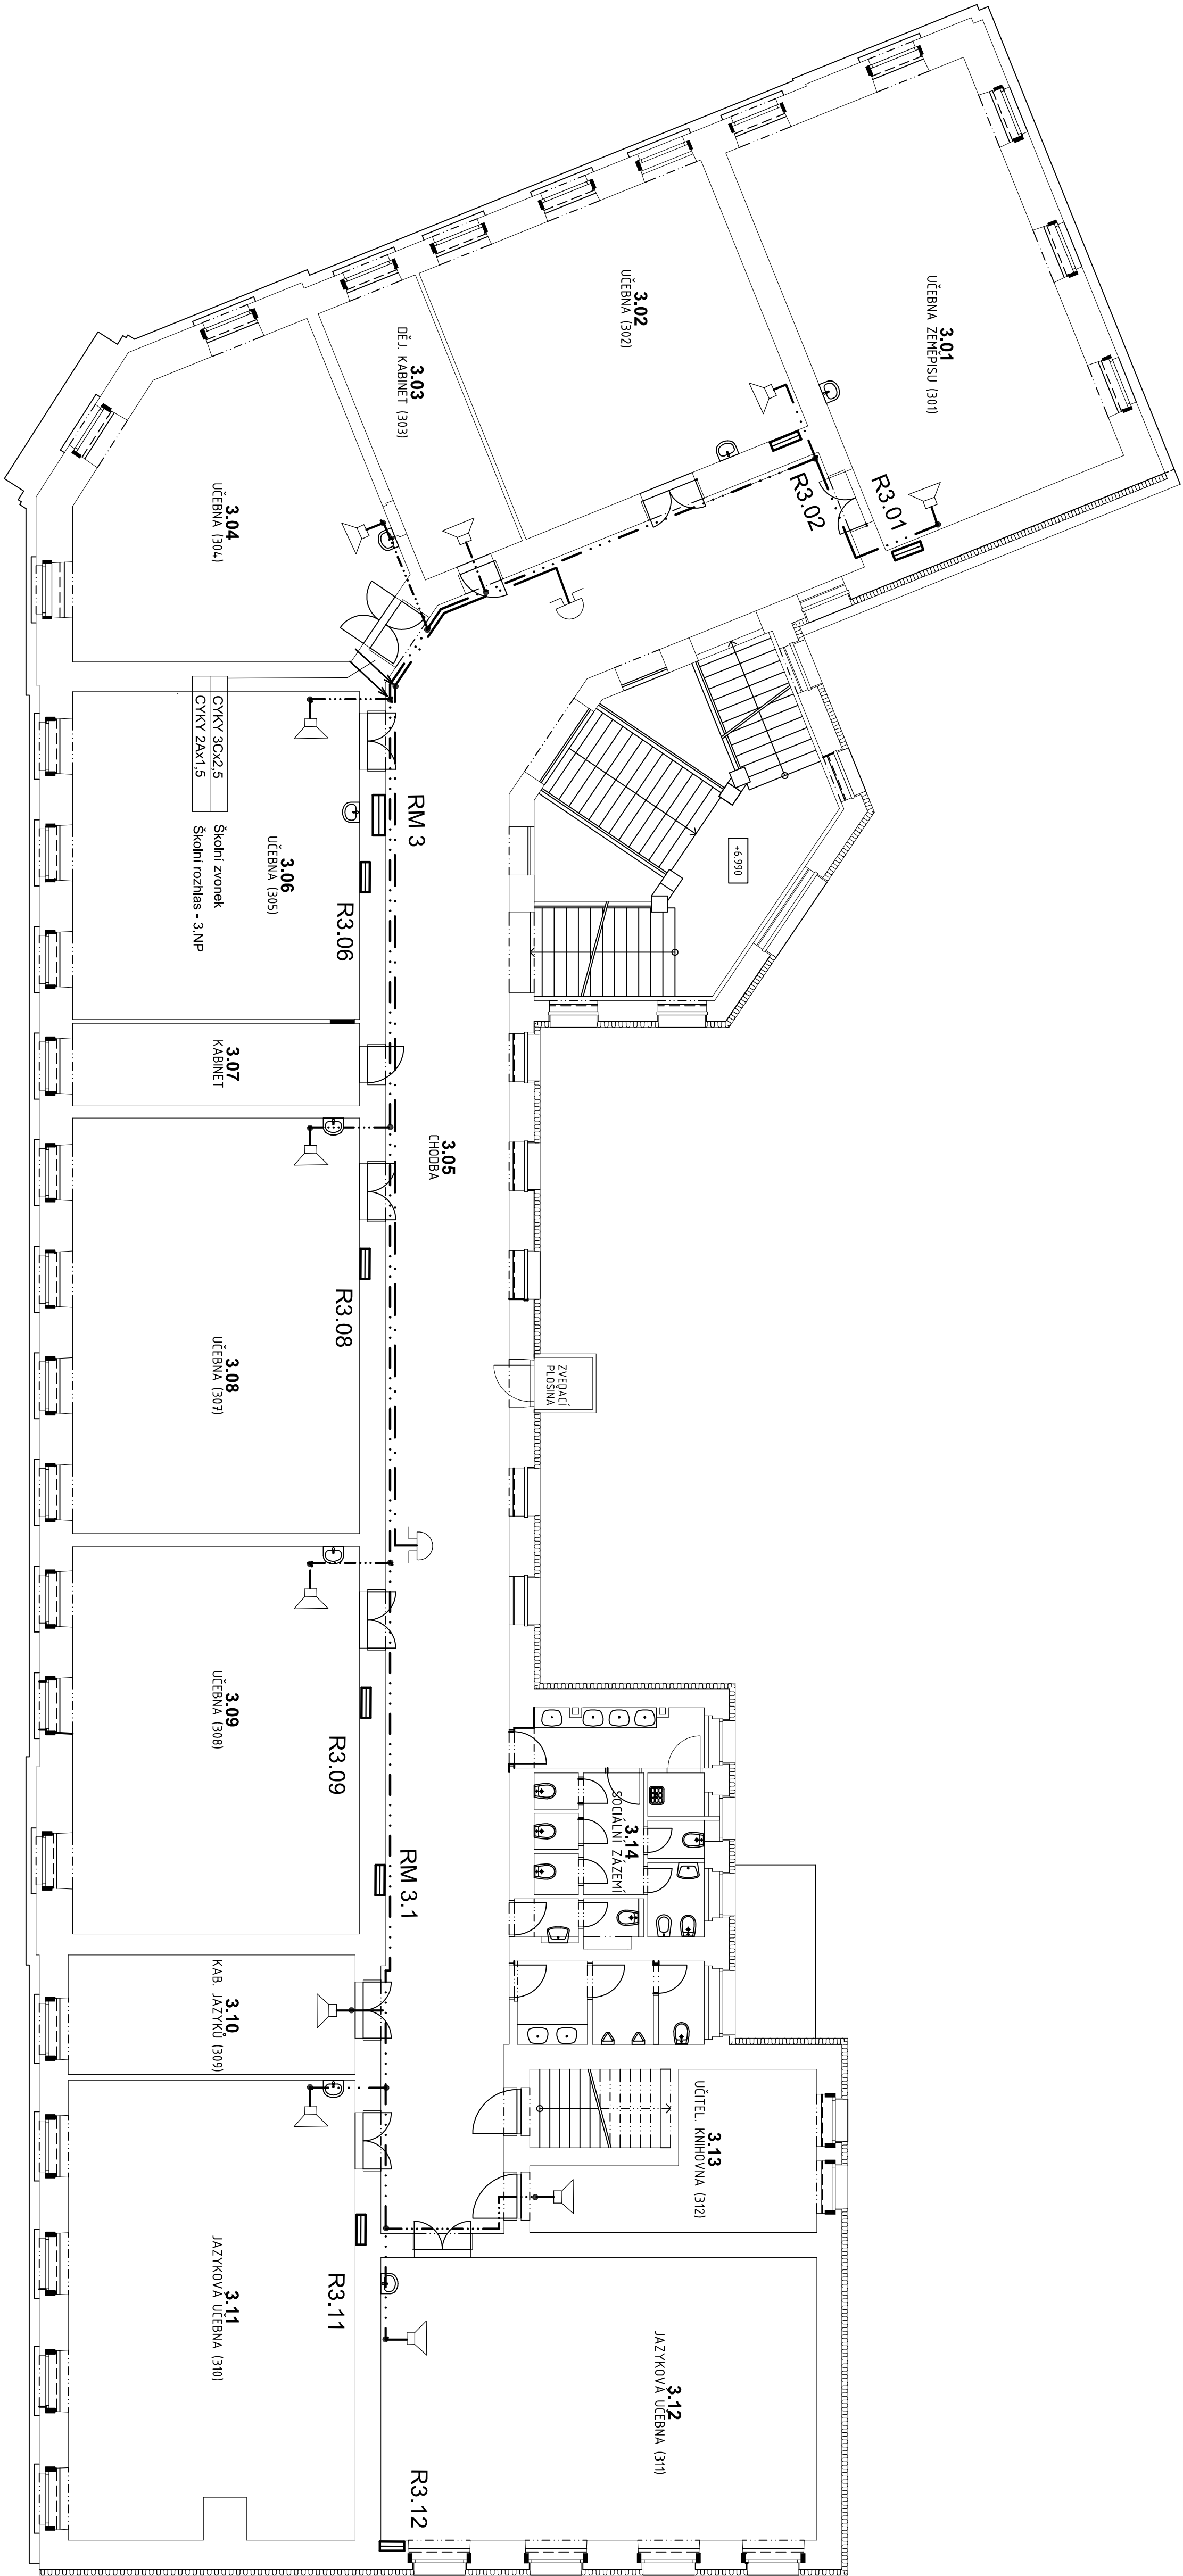 3.01
UČEBNA ZEMĚPISU (301)
R3.01
3.02
UČEBNA (302)
R3.02
3.03
DĚJ. KABINET (303)
3.04
UČEBNA (304)
CYKY 3Cx2,5 Školní zvonek
CYKY 2Ax1,5 Školní rozhlas - 3.NP
RM 3
3.06
UČEBNA (305)
R3.06
+6.990
3.07
KABINET
3.05
CHODBA
R3.08
3.08
UČEBNA (307)
ZVEDACÍ
PLOŠINA
3.09
UČEBNA (308)
R3.09
RM 3.1
3.14
SOCIÁLNÍ ZÁZEMÍ
3.10
KAB. JAZYKŮ (309)
3.13
UČITEL. KNIHOVNA (312)
3.11
JAZYKOVÁ UČEBNA (310)
R3.11
3.12
JAZYKOVÁ UČEBNA (311)
R3.12